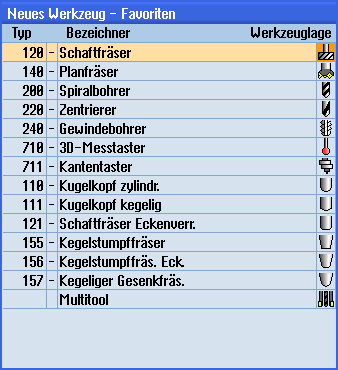 Neues Werkzeug - Favoriten
Typ Bezeichner Werkzeuglage
120 - Schaftfräser
140 - Planfräser
200 - Spiralbohrer
220 - Zentrierer
240 - Gewindebohrer
710 - 3D-Messtaster
711 - Kantentaster
110 - Kugelkopf zylindr.
111 - Kugelkopf kegelig
121 - Schaftfräser Eckenverr.
155 - Kegelstumpffräser
156 - Kegelstumpffräs. Eck.
157 - Kegeliger Gesenkfräs.
Multitool